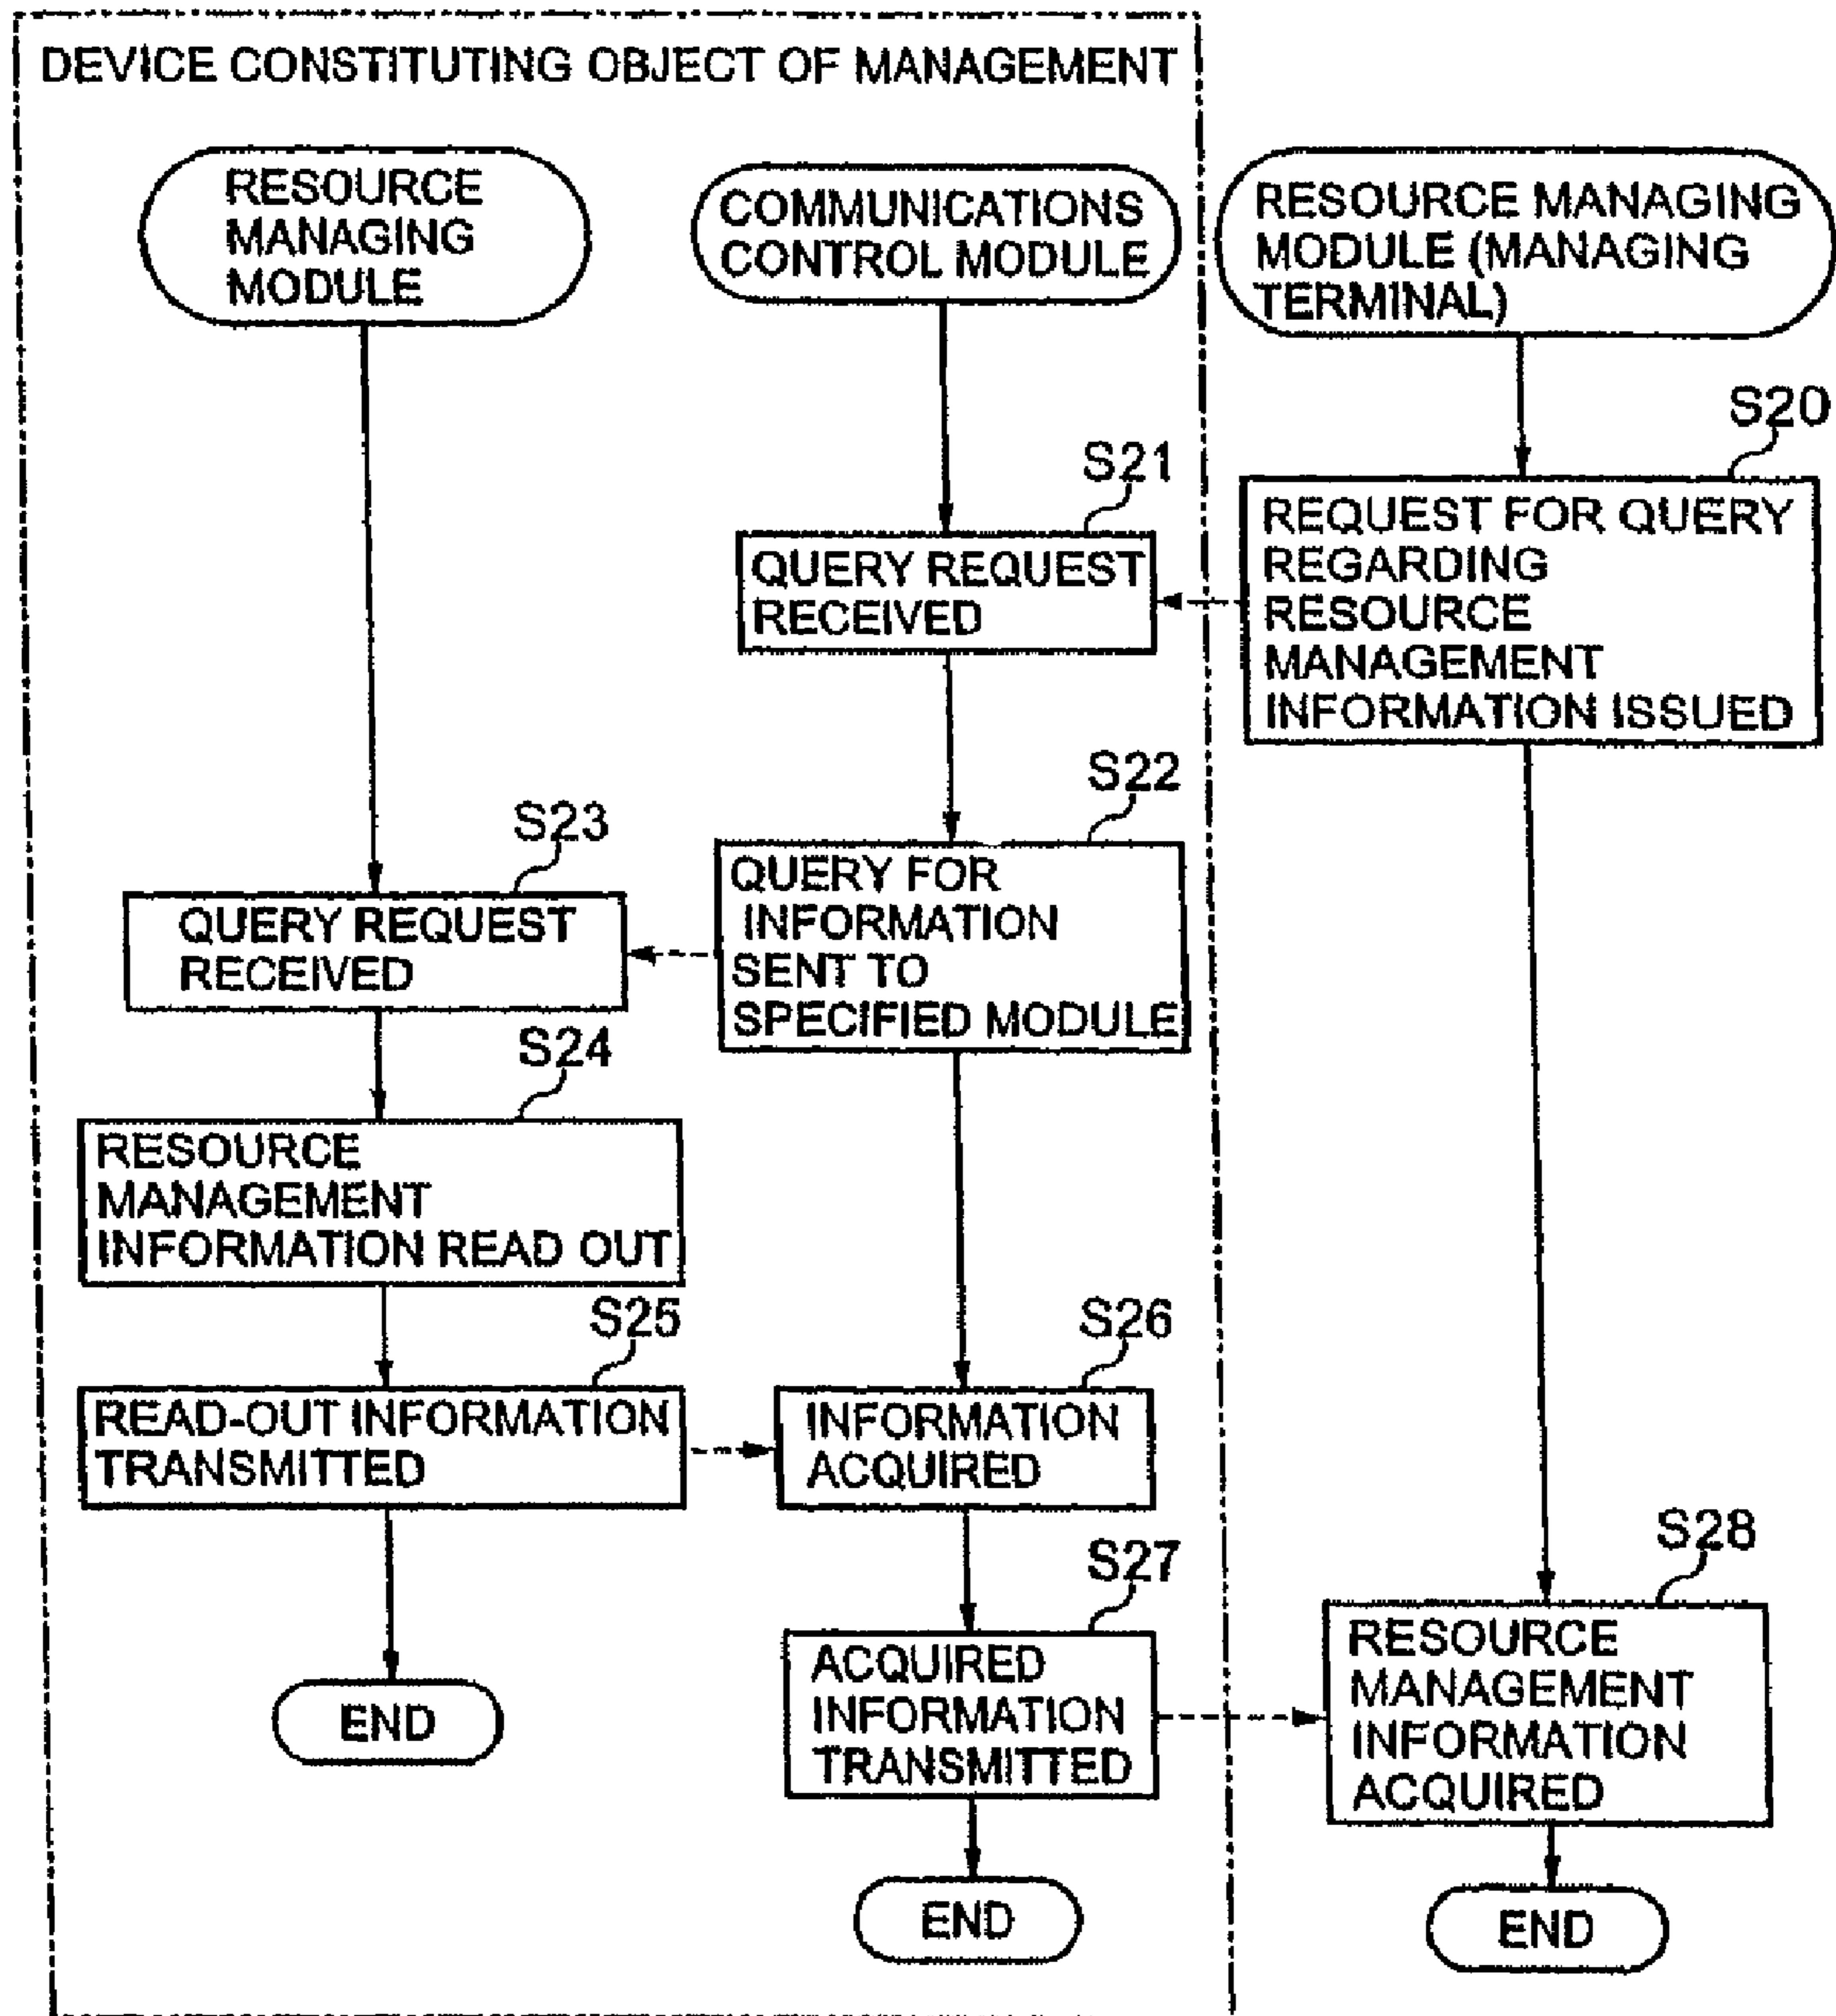 DEVICE CONSTITUTING OBJECT OF MANAGEMENT
RESOURCE
MANAGING
MODULE
COMMUNICATIONS
CONTROL MODULE
RESOURCE MANAGING
MODULE (MANAGING
TERMINAL)
S20
REQUEST FOR QUERY
REGARDING
RESOURCE
MANAGEMENT
INFORMATION ISSUED
S21
QUERY REQUEST
RECEIVED
S22
QUERY FOR
INFORMATION
SENT TO
SPECIFIED MODULE
S23
QUERY REQUEST
RECEIVED
S24
RESOURCE
MANAGEMENT
INFORMATION READ OUT
S25
READ-OUT INFORMATION
TRANSMITTED
S26
INFORMATION
ACQUIRED
S27
ACQUIRED
INFORMATION
TRANSMITTED
S28
RESOURCE
MANAGEMENT
INFORMATION
ACQUIRED
END
END
END